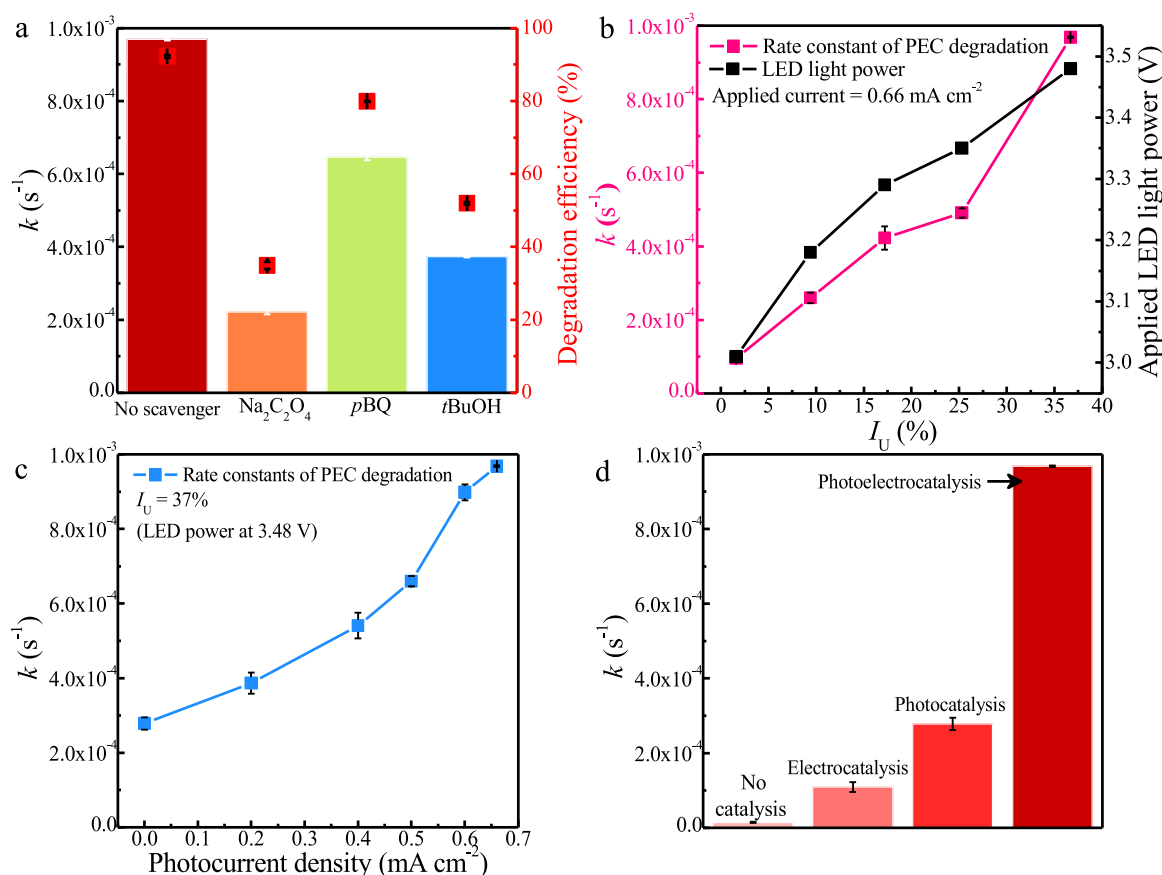 a
1.0x10⁻³
8.0x10⁻⁴
6.0x10⁻⁴
4.0x10⁻⁴
2.0x10⁻⁴
0.0
k (s⁻¹)
100
80
60
40
20
0
Degradation efficiency (%)
No scavenger
Na₂C₂O₄
pBQ
tBuOH
b
Rate constant of PEC degradation
LED light power
Applied current = 0.66 mA cm⁻²
1.0x10⁻³
8.0x10⁻⁴
6.0x10⁻⁴
4.0x10⁻⁴
2.0x10⁻⁴
0.0
k (s⁻¹)
3.5
3.4
3.3
3.2
3.1
3.0
Applied LED light power (V)
0 5 10 15 20 25 30 35 40
I_U (%)
c
Rate constants of PEC degradation
I_U = 37%
(LED power at 3.48 V)
1.0x10⁻³
8.0x10⁻⁴
6.0x10⁻⁴
4.0x10⁻⁴
2.0x10⁻⁴
0.0
k (s⁻¹)
0.0 0.1 0.2 0.3 0.4 0.5 0.6 0.7
Photocurrent density (mA cm⁻²)
d
1.0x10⁻³
8.0x10⁻⁴
6.0x10⁻⁴
4.0x10⁻⁴
2.0x10⁻⁴
0.0
k (s⁻¹)
Photoelectrocatalysis
Photocatalysis
Electrocatalysis
No
catalysis